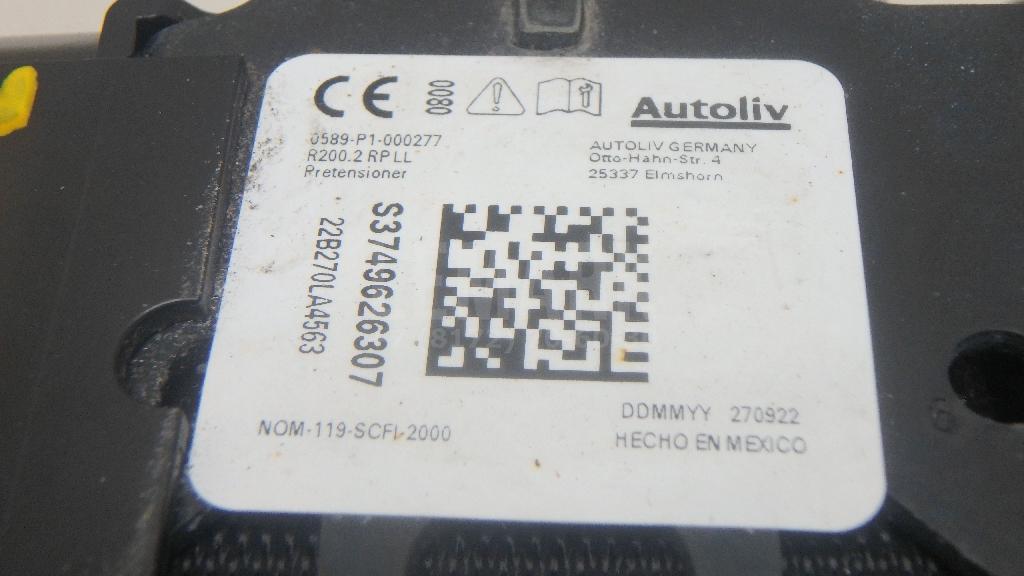 CE 0080 Autoliv
0589-P1-000277
R200.2 RP LL
Pretensioner
AUTOLIV GERMANY
Otto-Hahn-Str. 4
25337 Elmshorn
S3749626307
22B270LA4563
NOM-119-SCFI-2000
DDMMYY 270922
HECHO EN MEXICO
6